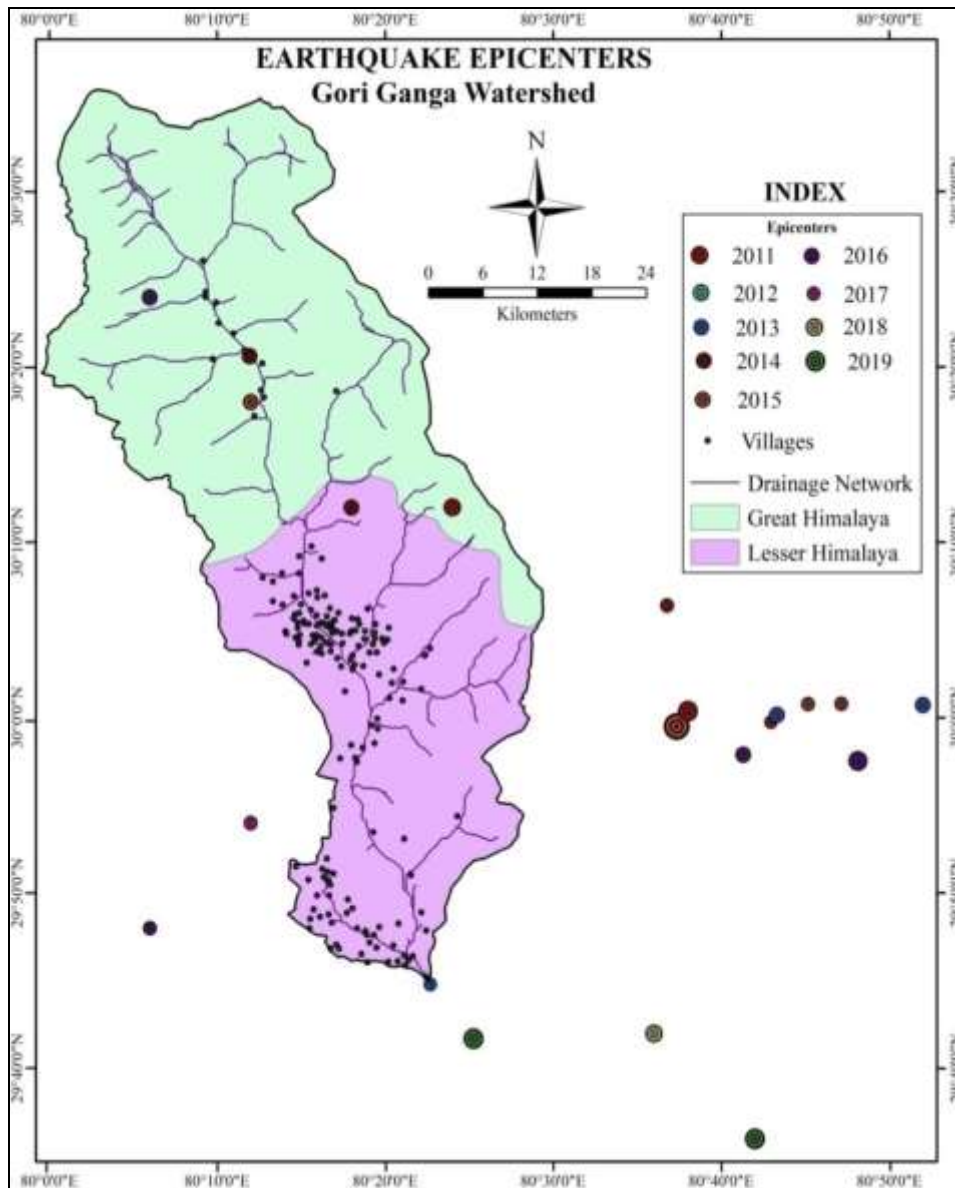 80°0'0"E 80°10'0"E 80°20'0"E 80°30'0"E 80°40'0"E 80°50'0"E
EARTHQUAKE EPICENTERS
Gori Ganga Watershed
N
0 6 12 18 24
Kilometers
INDEX
Epicenters
2011 2016
2012 2017
2013 2018
2014 2019
2015
Villages
Drainage Network
Great Himalaya
Lesser Himalaya
30°30'0"N
30°20'0"N
30°10'0"N
30°0'0"N
29°50'0"N
29°40'0"N
80°0'0"E 80°10'0"E 80°20'0"E 80°30'0"E 80°40'0"E 80°50'0"E